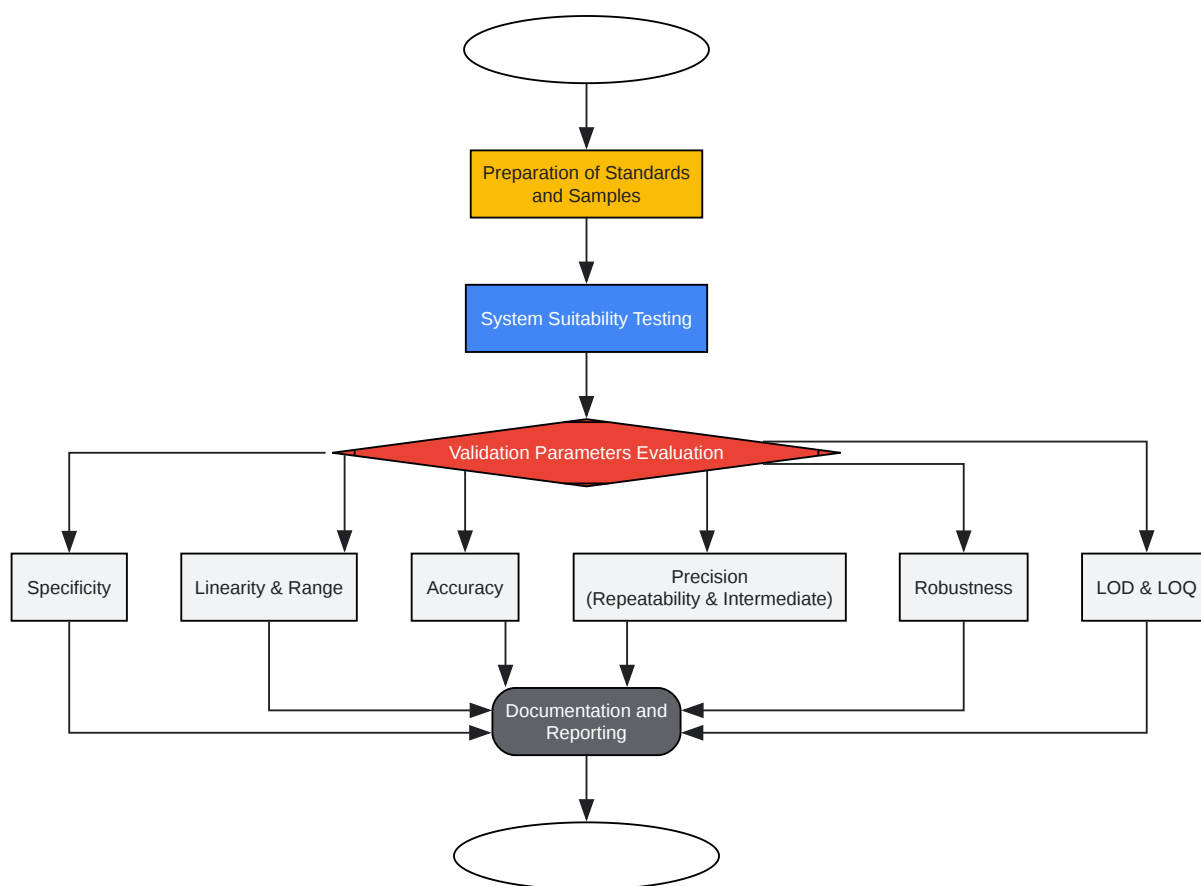 Preparation of Standards
and Samples
System Suitability Testing
Validation Parameters Evaluation
Specificity
Linearity & Range
Accuracy
Precision
(Repeatability & Intermediate)
Robustness
LOD & LOQ
Documentation and
Reporting